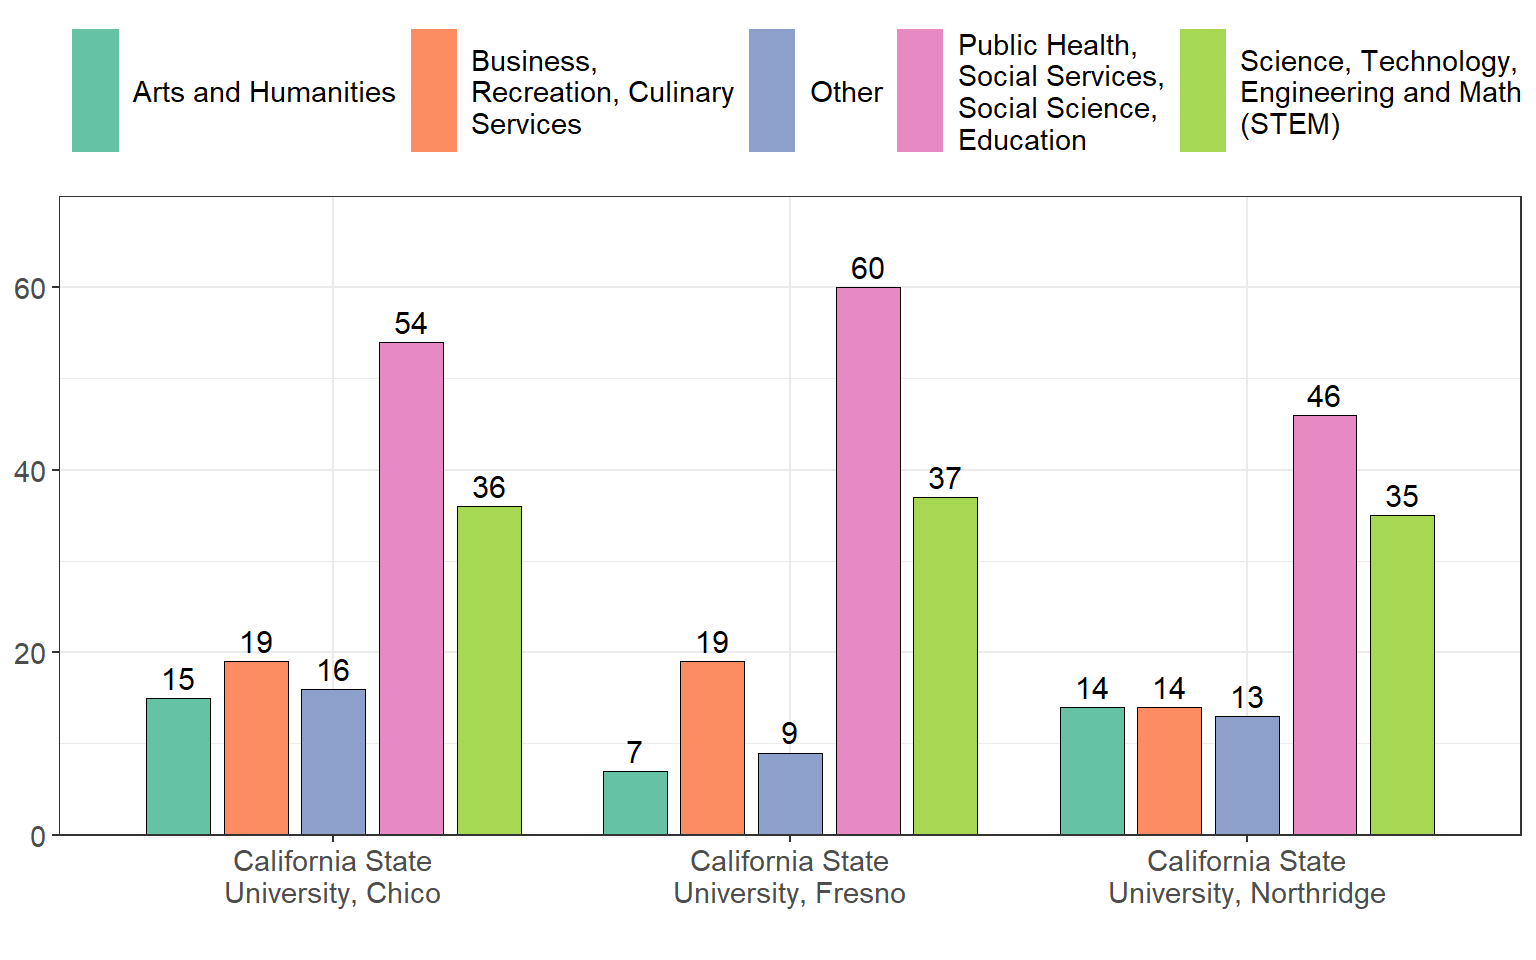 Arts and Humanities
Business,
Recreation, Culinary
Services
Other
Public Health,
Social Services,
Social Science,
Education
Science, Technology,
Engineering and Math
(STEM)
60
40
20
0
15
19
16
54
36
7
19
9
60
37
14
14
13
46
35
California State
University, Chico
California State
University, Fresno
California State
University, Northridge